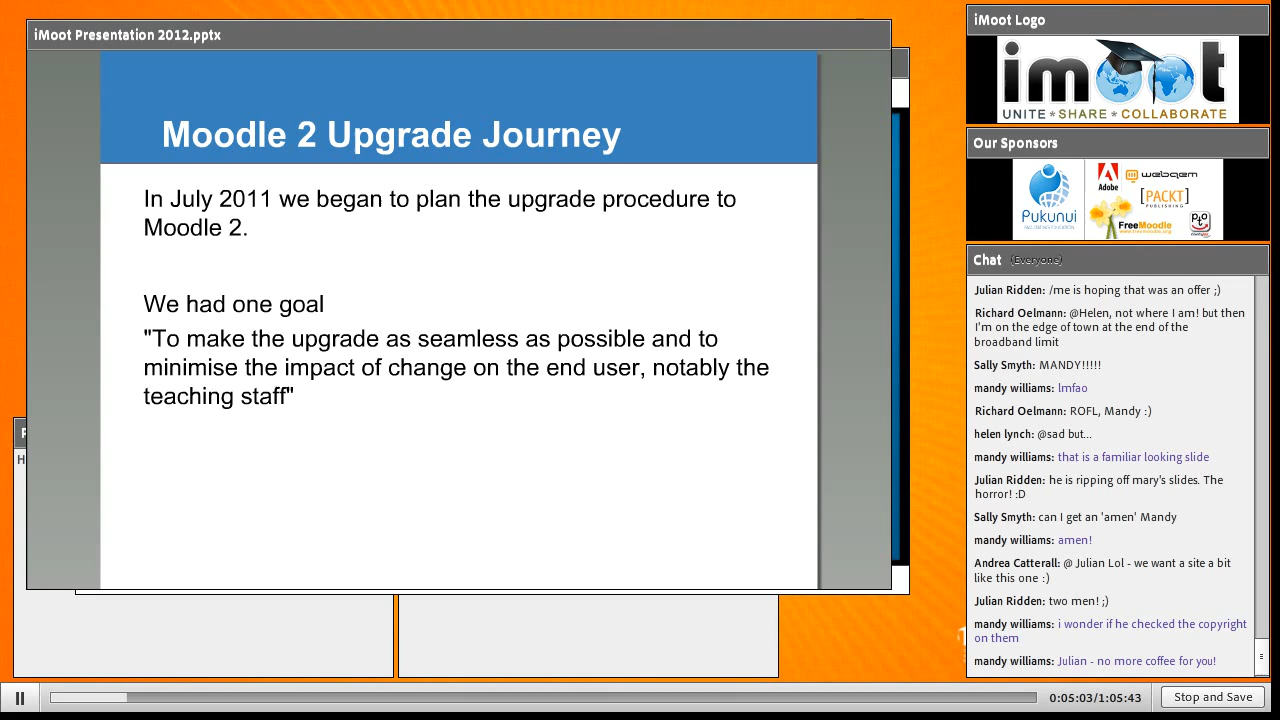 iMoot Presentation 2012.pptx
Moodle 2 Upgrade Journey
In July 2011 we began to plan the upgrade procedure to
Moodle 2.
We had one goal
"To make the upgrade as seamless as possible and to
minimise the impact of change on the end user, notably the
teaching staff"
H
iMoot Logo
imoot
UNITE * SHARE * COLLABORATE
Our Sponsors
Pukunui
Adobe
webqem
[PACKT]
PUBLISHING
FreeMoodle
Chat (Everyone)
Julian Ridden: /me is hoping that was an offer ;)
Richard Oelmann: @Helen, not where I am! but then
I'm on the edge of town at the end of the
broadband limit
Sally Smyth: MANDY!!!!!
mandy williams: lmfao
Richard Oelmann: ROFL, Mandy :)
helen lynch: @sad but...
mandy williams: that is a familiar looking slide
Julian Ridden: he is ripping off mary's slides. The
horror! :D
Sally Smyth: can I get an 'amen' Mandy
mandy williams: amen!
Andrea Catterall: @ Julian Lol - we want a site a bit
like this one :)
Julian Ridden: two men! ;)
mandy williams: i wonder if he checked the copyright
on them
mandy williams: Julian - no more coffee for you!
0:05:03/1:05:43
Stop and Save